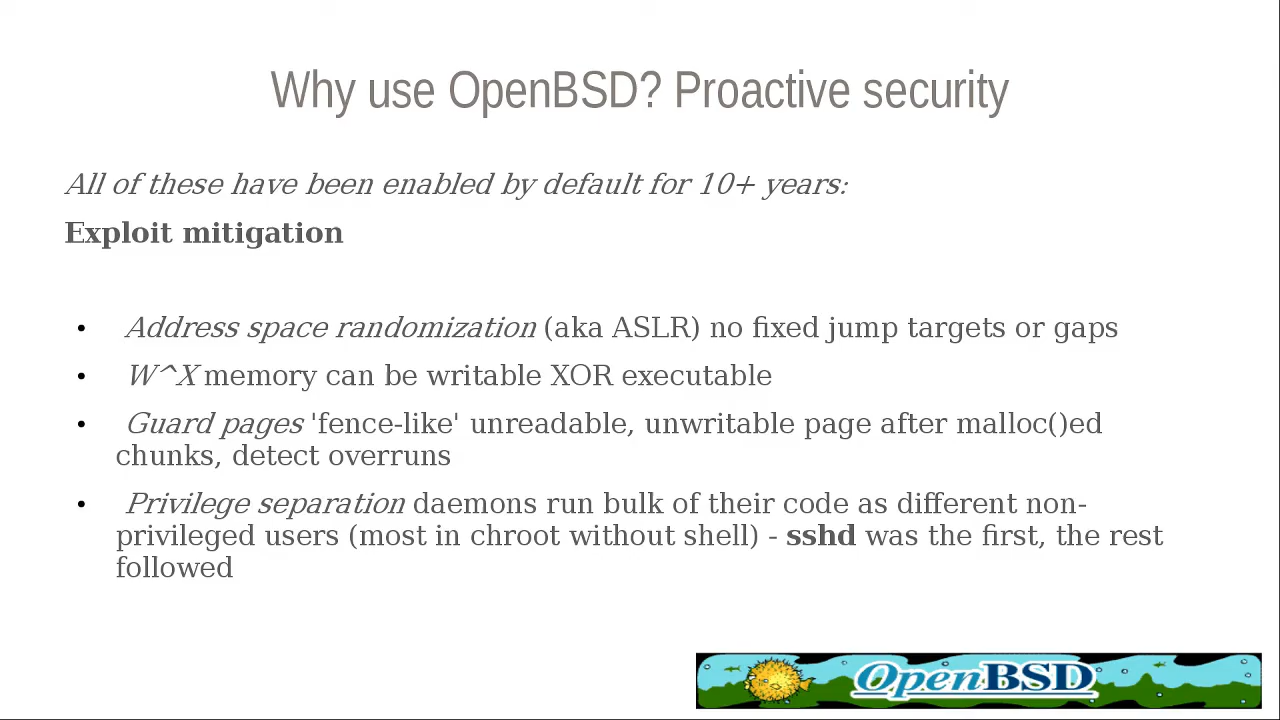 Why use OpenBSD? Proactive security
All of these have been enabled by default for 10+ years:
Exploit mitigation
• Address space randomization (aka ASLR) no fixed jump targets or gaps
• W^X memory can be writable XOR executable
• Guard pages 'fence-like' unreadable, unwritable page after malloc()ed
chunks, detect overruns
• Privilege separation daemons run bulk of their code as different non-
privileged users (most in chroot without shell) - sshd was the first, the rest
followed
OpenBSD